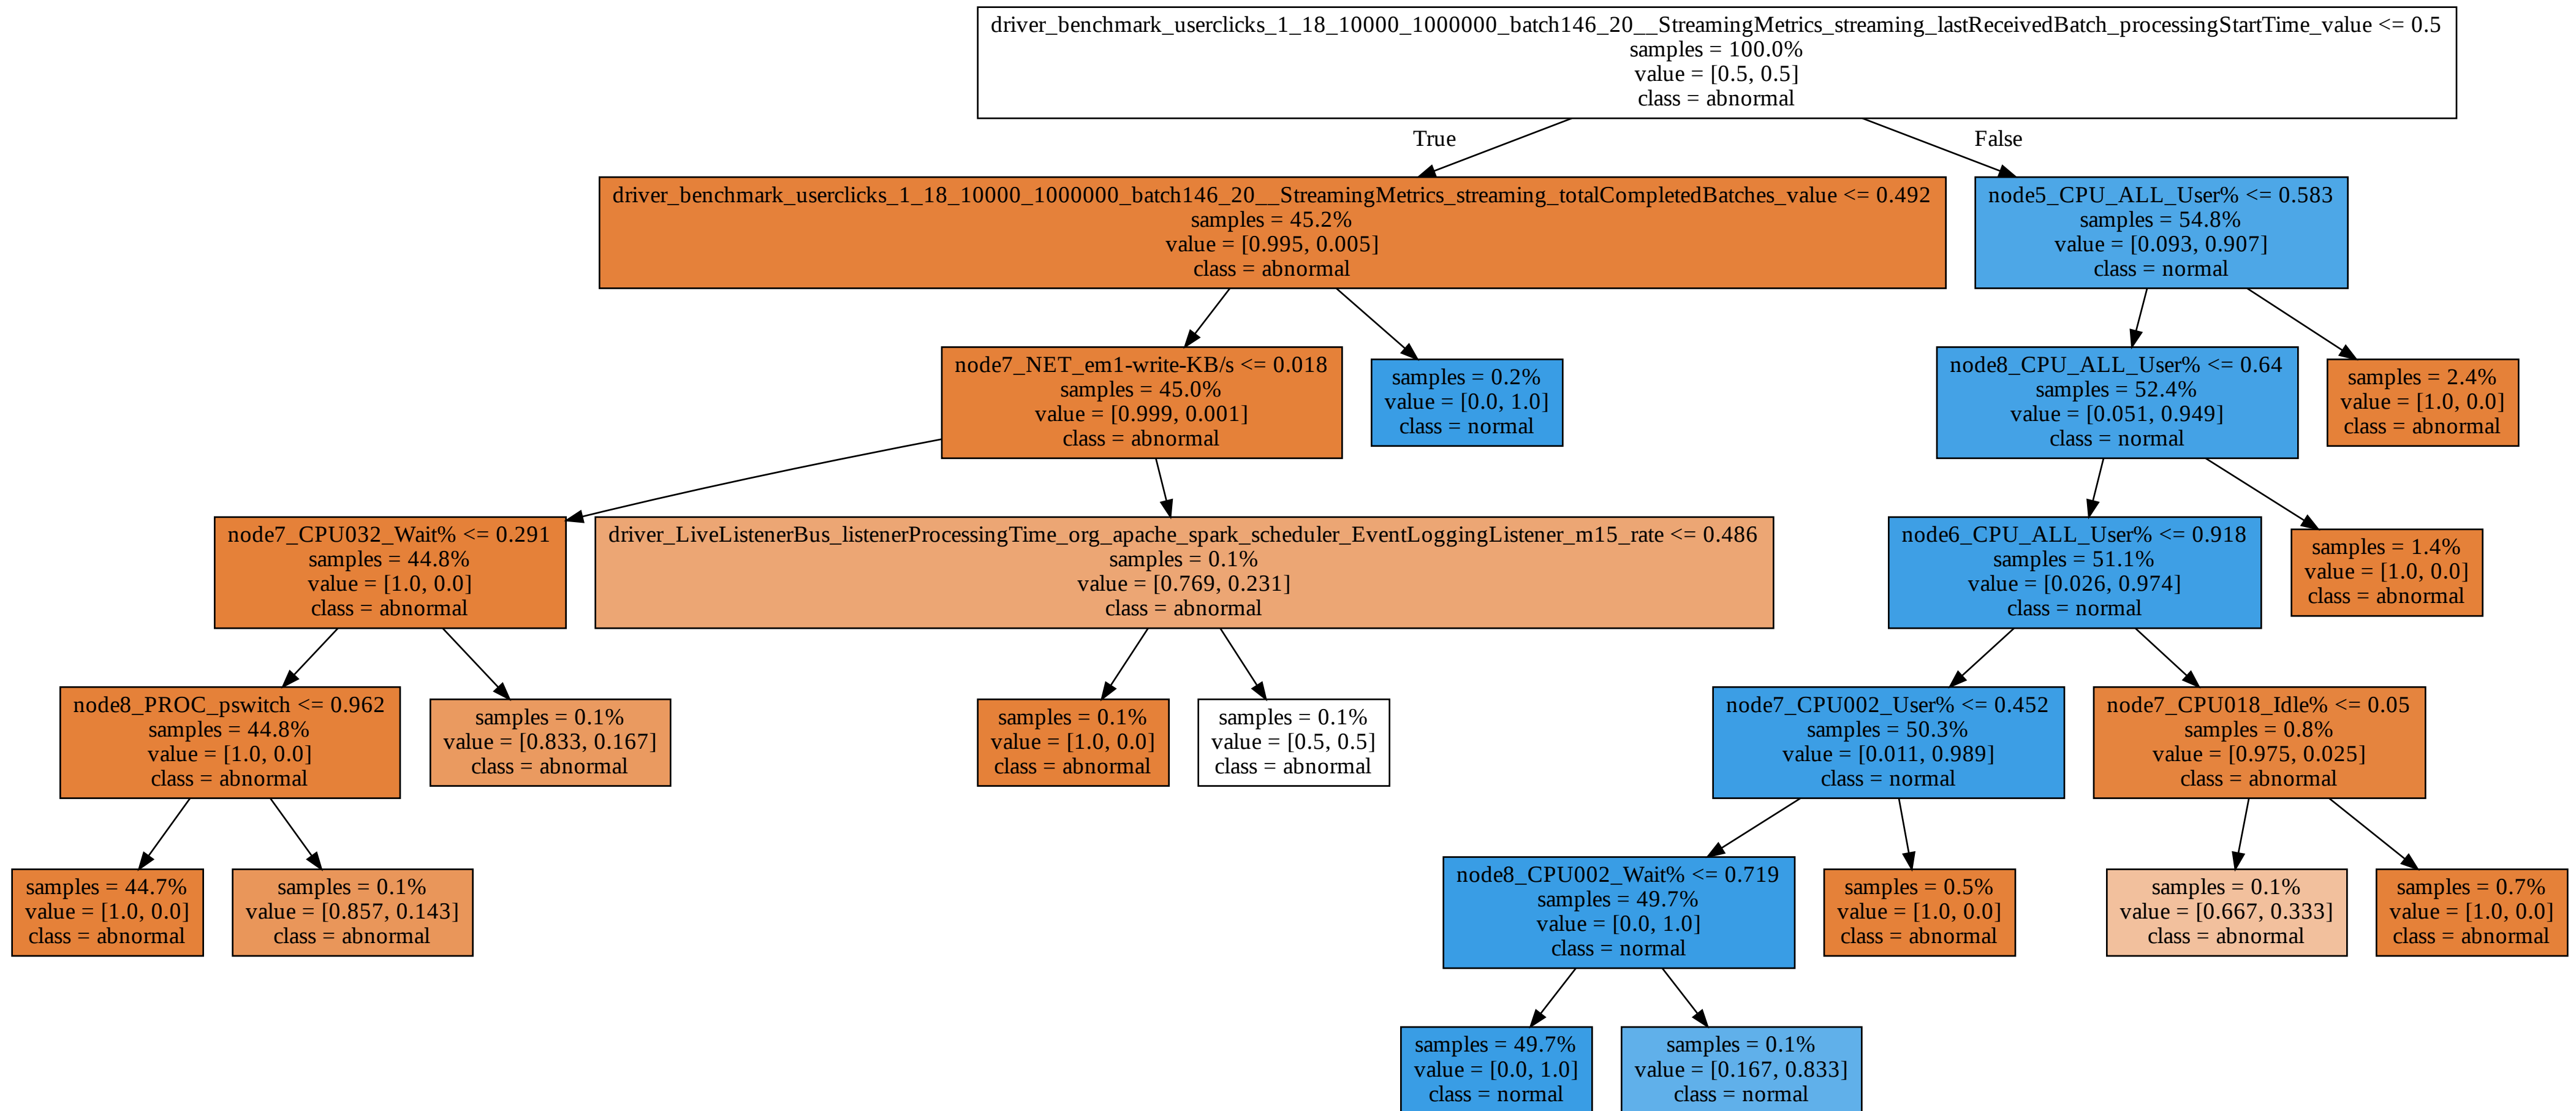 driver_benchmark_userclicks_1_18_10000_1000000_batch146_20__StreamingMetrics_streaming_lastReceivedBatch_processingStartTime_value <= 0.5
samples = 100.0%
value = [0.5, 0.5]
class = abnormal
True
False
driver_benchmark_userclicks_1_18_10000_1000000_batch146_20__StreamingMetrics_streaming_totalCompletedBatches_value <= 0.492
samples = 45.2%
value = [0.995, 0.005]
class = abnormal
node5_CPU_ALL_User% <= 0.583
samples = 54.8%
value = [0.093, 0.907]
class = normal
node7_NET_em1-write-KB/s <= 0.018
samples = 45.0%
value = [0.999, 0.001]
class = abnormal
samples = 0.2%
value = [0.0, 1.0]
class = normal
node8_CPU_ALL_User% <= 0.64
samples = 52.4%
value = [0.051, 0.949]
class = normal
samples = 2.4%
value = [1.0, 0.0]
class = abnormal
node7_CPU032_Wait% <= 0.291
samples = 44.8%
value = [1.0, 0.0]
class = abnormal
driver_LiveListenerBus_listenerProcessingTime_org_apache_spark_scheduler_EventLoggingListener_m15_rate <= 0.486
samples = 0.1%
value = [0.769, 0.231]
class = abnormal
node6_CPU_ALL_User% <= 0.918
samples = 51.1%
value = [0.026, 0.974]
class = normal
samples = 1.4%
value = [1.0, 0.0]
class = abnormal
node8_PROC_pswitch <= 0.962
samples = 44.8%
value = [1.0, 0.0]
class = abnormal
samples = 0.1%
value = [0.833, 0.167]
class = abnormal
samples = 0.1%
value = [1.0, 0.0]
class = abnormal
samples = 0.1%
value = [0.5, 0.5]
class = abnormal
node7_CPU002_User% <= 0.452
samples = 50.3%
value = [0.011, 0.989]
class = normal
node7_CPU018_Idle% <= 0.05
samples = 0.8%
value = [0.975, 0.025]
class = abnormal
samples = 44.7%
value = [1.0, 0.0]
class = abnormal
samples = 0.1%
value = [0.857, 0.143]
class = abnormal
node8_CPU002_Wait% <= 0.719
samples = 49.7%
value = [0.0, 1.0]
class = normal
samples = 0.5%
value = [1.0, 0.0]
class = abnormal
samples = 0.1%
value = [0.667, 0.333]
class = abnormal
samples = 0.7%
value = [1.0, 0.0]
class = abnormal
samples = 49.7%
value = [0.0, 1.0]
class = normal
samples = 0.1%
value = [0.167, 0.833]
class = normal